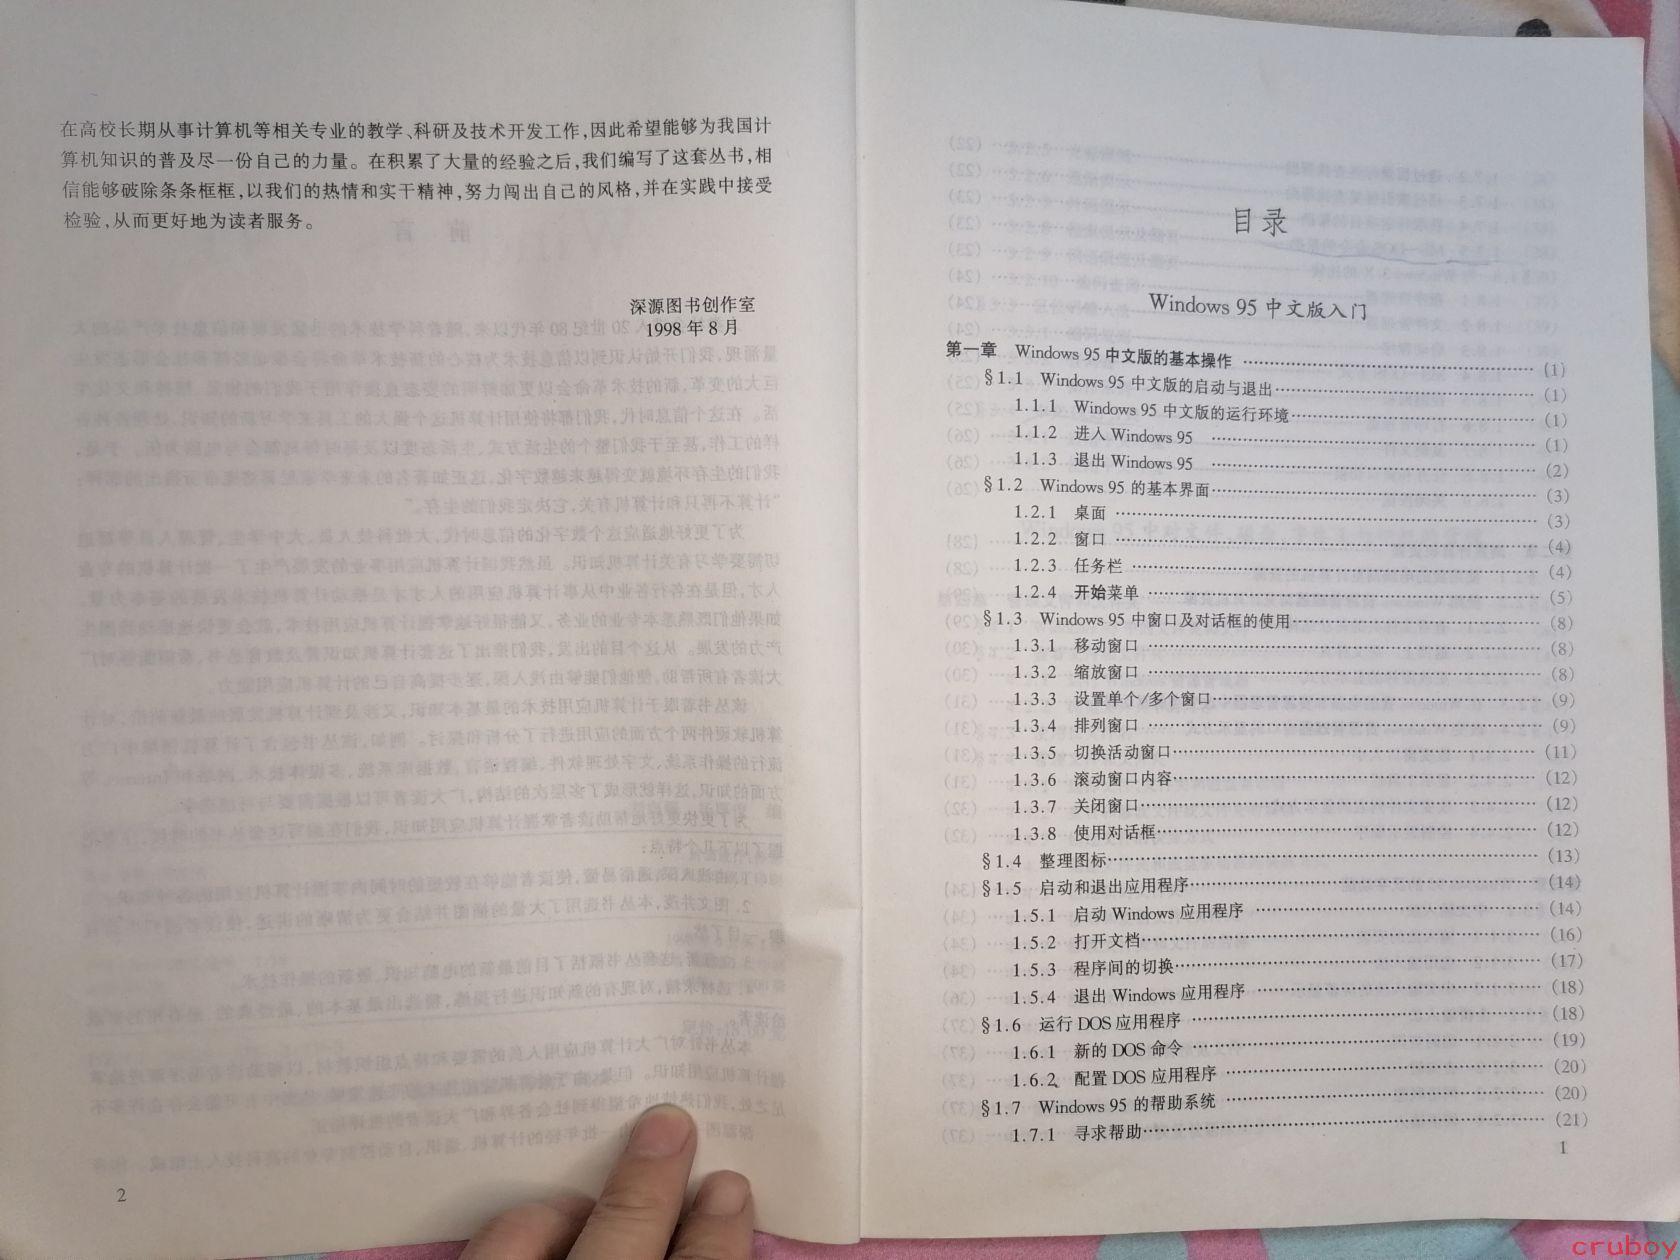 在高校长期从事计算机等相关专业的教学、科研及技术开发工作,因此希望能够为我国计
算机知识的普及尽一份自己的力量。在积累了大量的经验之后,我们编写了这套丛书,相
信能够破除条条框框,以我们的热情和实干精神,努力闯出自己的风格,并在实践中接受
检验,从而更好地为读者服务。
深源图书创作室
1998 年 8 月
2
目录
Windows 95 中文版入门
第一章 Windows 95 中文版的基本操作 ……………………………… (1)
§1.1 Windows 95 中文版的启动与退出……………………………… (1)
1.1.1 Windows 95 中文版的运行环境……………………………… (1)
1.1.2 进入 Windows 95 ……………………………… (1)
1.1.3 退出 Windows 95 ……………………………… (2)
§1.2 Windows 95 的基本界面……………………………… (3)
1.2.1 桌面 ……………………………… (3)
1.2.2 窗口 ……………………………… (4)
1.2.3 任务栏 ……………………………… (4)
1.2.4 开始菜单 ……………………………… (5)
§1.3 Windows 95 中窗口及对话框的使用……………………………… (8)
1.3.1 移动窗口 ……………………………… (8)
1.3.2 缩放窗口 ……………………………… (8)
1.3.3 设置单个/多个窗口……………………………… (9)
1.3.4 排列窗口 ……………………………… (9)
1.3.5 切换活动窗口……………………………… (11)
1.3.6 滚动窗口内容……………………………… (12)
1.3.7 关闭窗口……………………………… (12)
1.3.8 使用对话框……………………………… (12)
§1.4 整理图标……………………………… (13)
§1.5 启动和退出应用程序……………………………… (14)
1.5.1 启动 Windows 应用程序 ……………………………… (14)
1.5.2 打开文档……………………………… (16)
1.5.3 程序间的切换……………………………… (17)
1.5.4 退出 Windows 应用程序 ……………………………… (18)
§1.6 运行 DOS 应用程序 ……………………………… (18)
1.6.1 新的 DOS 命令 ……………………………… (19)
1.6.2 配置 DOS 应用程序 ……………………………… (20)
§1.7 Windows 95 的帮助系统 ……………………………… (20)
1.7.1 寻求帮助……………………………… (21)
1
cruboy